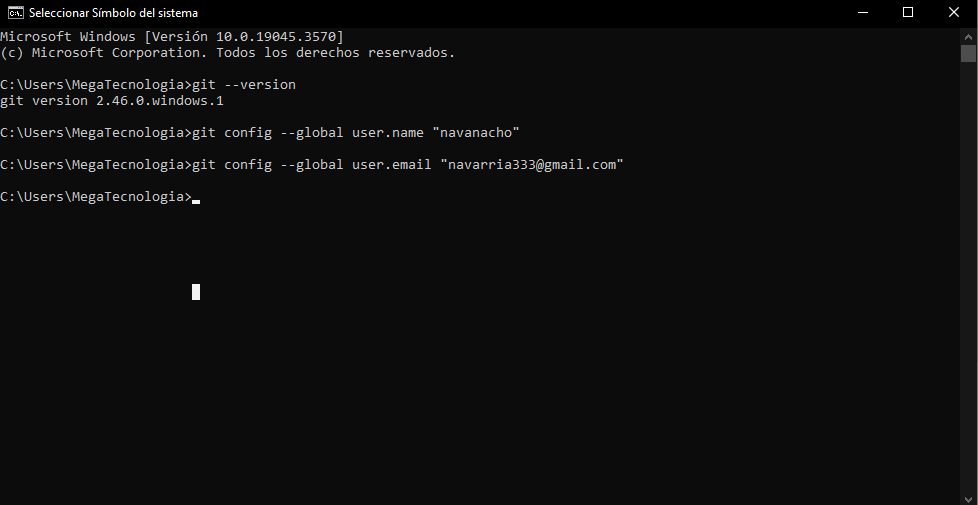 Seleccionar Símbolo del sistema
Microsoft Windows [Versión 10.0.19045.3570]
(c) Microsoft Corporation. Todos los derechos reservados.
C:\Users\MegaTecnologia>git --version
git version 2.46.0.windows.1
C:\Users\MegaTecnologia>git config --global user.name "navanacho"
C:\Users\MegaTecnologia>git config --global user.email "navarria333@gmail.com"
C:\Users\MegaTecnologia>